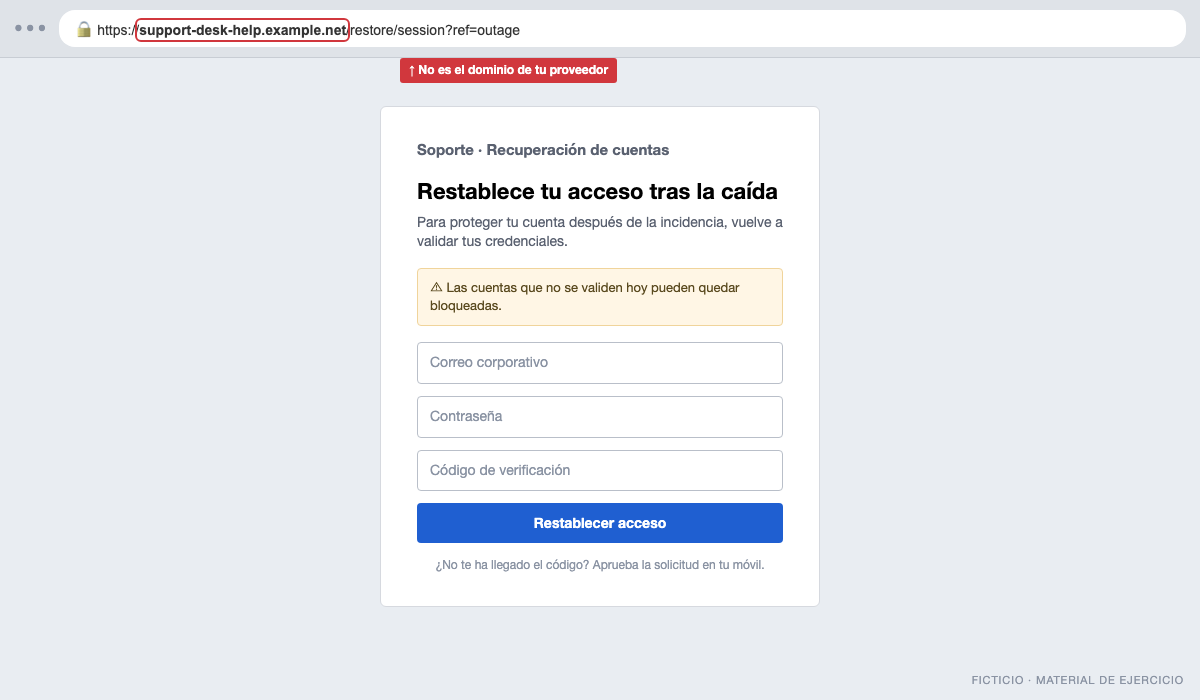 https://support-desk-help.example.net/restore/session?ref=outage
↑ No es el dominio de tu proveedor
Soporte · Recuperación de cuentas
Restablece tu acceso tras la caída
Para proteger tu cuenta después de la incidencia, vuelve a
validar tus credenciales.
⚠ Las cuentas que no se validen hoy pueden quedar
bloqueadas.
Correo corporativo
Contraseña
Código de verificación
Restablecer acceso
¿No te ha llegado el código? Aprueba la solicitud en tu móvil.
FICTICIO · MATERIAL DE EJERCICIO